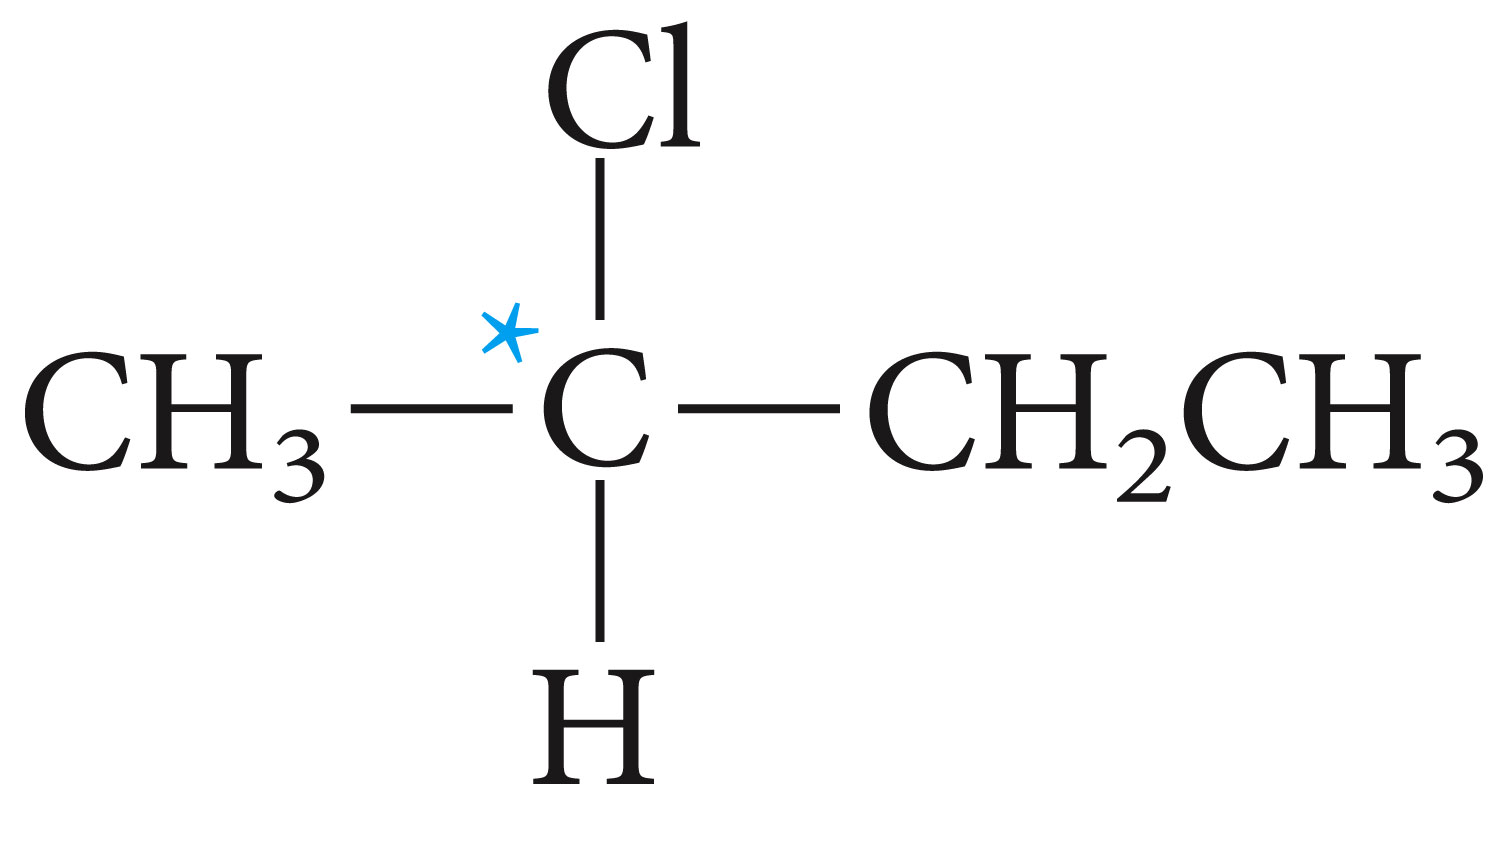 Cl
CH₃ — *C — CH₂CH₃
H